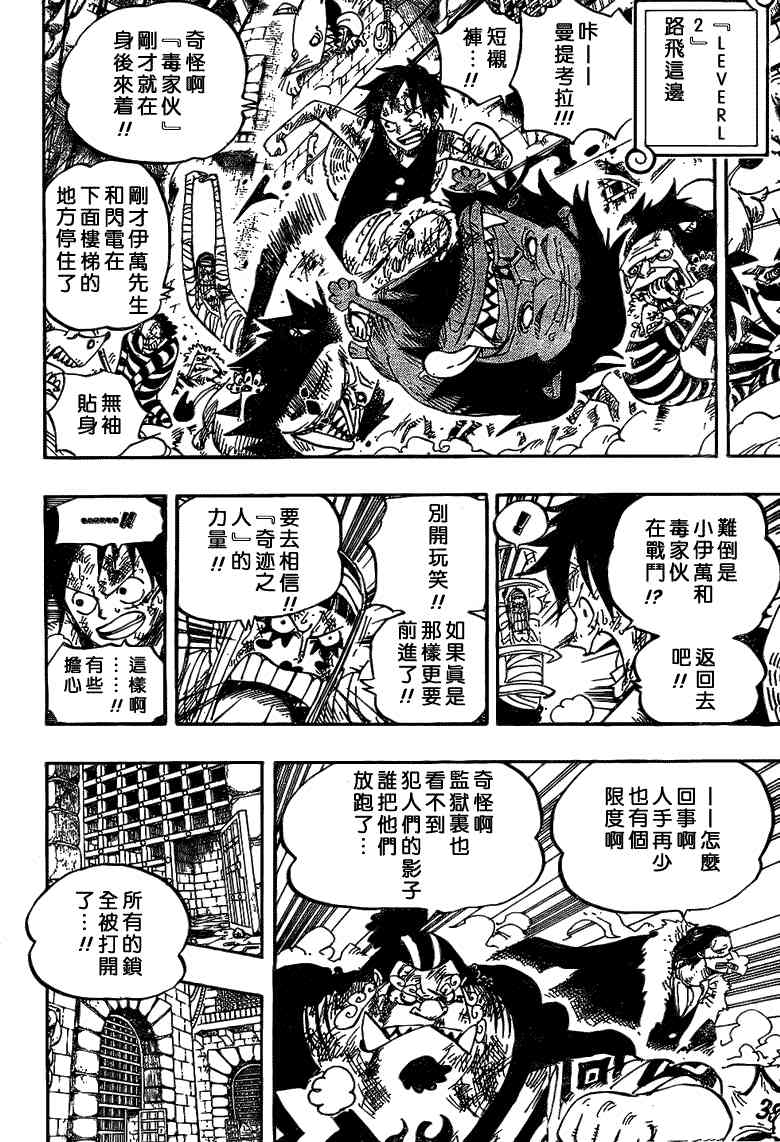 『LEVERL
2』
路飛這邊
咔——
曼提考拉!!!
短襯
褲…!!
奇怪啊
『毒家伙』
剛才就在
身後來着!!
剛才伊萬先生
和閃電在
下面樓梯的
地方停住了
無袖
貼身
難倒是
小伊萬和
毒家伙
在戰鬥!?
返回去
吧!!
!
別開玩笑!!
如果眞是
那樣更要
前進了!!
要去相信!!
『奇迹之
人』的
力量!!
……!!
這樣啊
……!!
有些
擔心
——怎麼
回事啊
人手再少
也有個
限度啊
奇怪啊
監獄裏也
看不到
犯人們的影子
誰把他們
放跑了…
所有的鎖
全被打開
了…!!